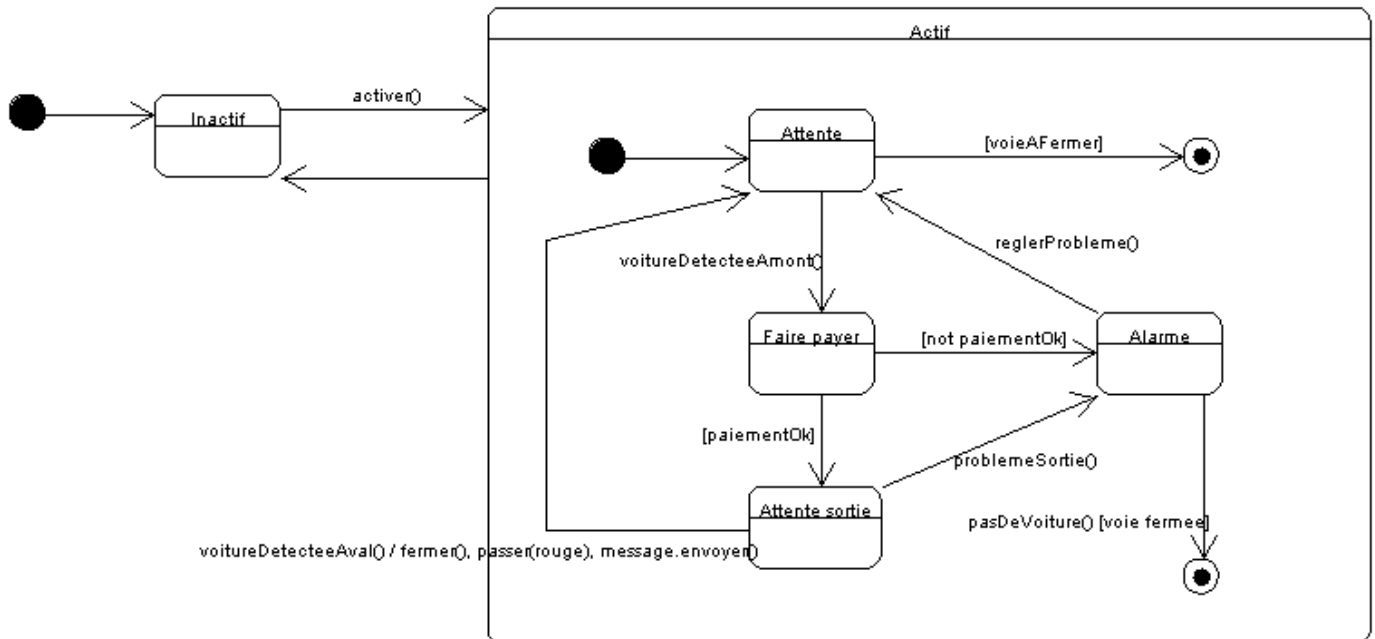 Actif
activer()
Inactif
Attente
[voieAFermer]
reglerProbleme()
voitureDetecteeAmont()
Faire payer
[not paiementOk]
Alarme
[paiementOk]
problemeSortie()
Attente sortie
pasDeVoiture() [voie fermee]
voitureDetecteeAval() / fermer(), passer(rouge), message.envoyer()